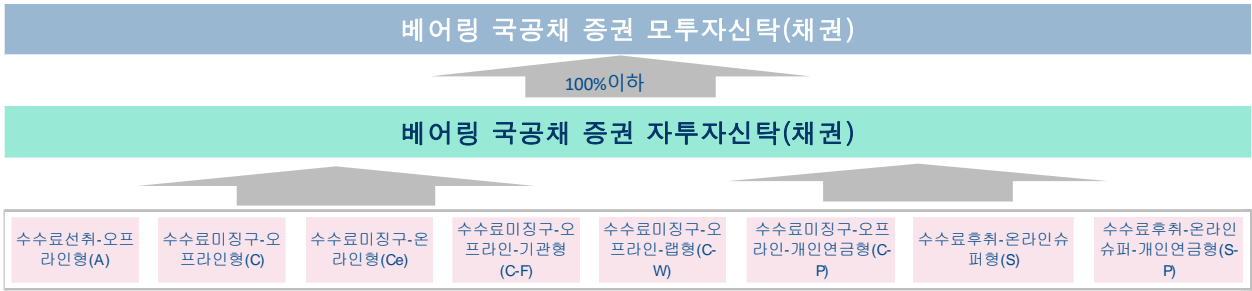 베어링 국공채 증권 모투자신탁(채권)
100%이하
베어링 국공채 증권 자투자신탁(채권)
수수료선취-오프
라인형(A)
수수료미징구-오
프라인형(C)
수수료미징구-온
라인형(Ce)
수수료미징구-오
프라인-기관형
(C-F)
수수료미징구-오
프라인-랩형(C-
W)
수수료미징구-오프
라인-개인연금형(C-
P)
수수료후취-온라인슈
퍼형(S)
수수료후취-온라인
슈퍼-개인연금형(S-
P)